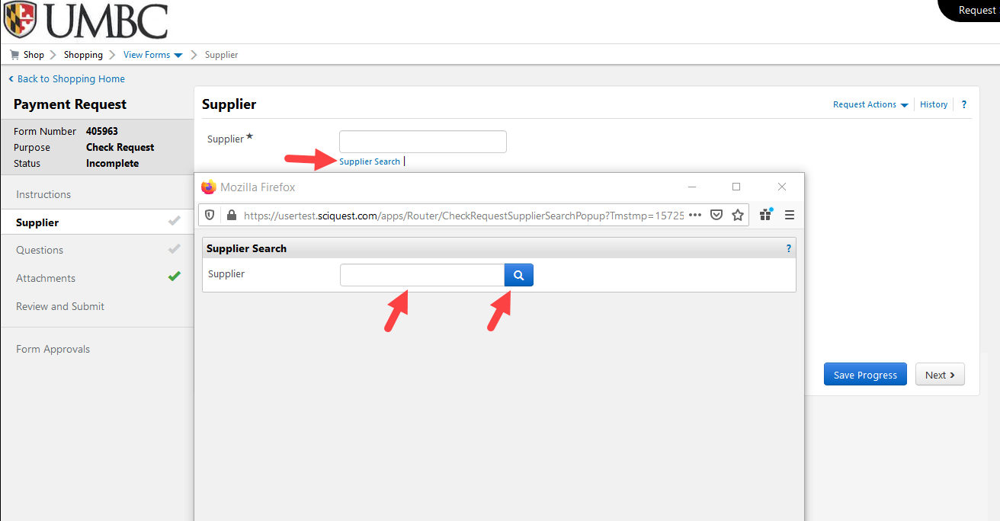 UMBC
Request
Shop Shopping View Forms Supplier
Back to Shopping Home
Payment Request
Form Number 405963
Purpose Check Request
Status Incomplete
Instructions
Supplier
Questions
Attachments
Review and Submit
Form Approvals
Supplier
Request Actions History ?
Supplier *
Supplier Search |
Mozilla Firefox
https://usertest.sciquest.com/apps/Router/CheckRequestSupplierSearchPopup?Tmstmp=15725
Supplier Search ?
Supplier
Save Progress Next